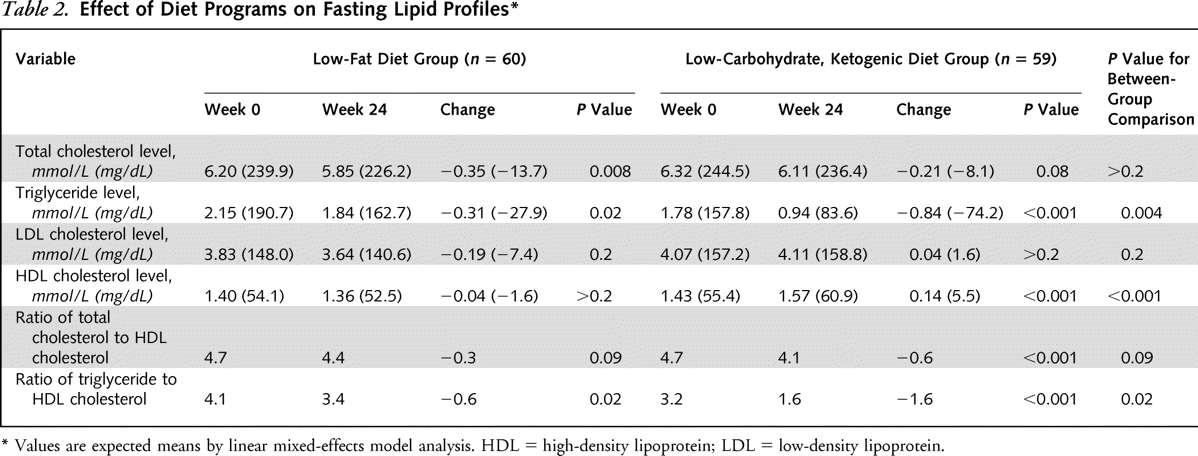 Table 2. Effect of Diet Programs on Fasting Lipid Profiles*
Variable Low-Fat Diet Group (n = 60) Low-Carbohydrate, Ketogenic Diet Group (n = 59) P Value for
Between-
Group
Comparison
Week 0 Week 24 Change P Value Week 0 Week 24 Change P Value
Total cholesterol level,
mmol/L (mg/dL) 6.20 (239.9) 5.85 (226.2) −0.35 (−13.7) 0.008 6.32 (244.5) 6.11 (236.4) −0.21 (−8.1) 0.08 >0.2
Triglyceride level,
mmol/L (mg/dL) 2.15 (190.7) 1.84 (162.7) −0.31 (−27.9) 0.02 1.78 (157.8) 0.94 (83.6) −0.84 (−74.2) <0.001 0.004
LDL cholesterol level,
mmol/L (mg/dL) 3.83 (148.0) 3.64 (140.6) −0.19 (−7.4) 0.2 4.07 (157.2) 4.11 (158.8) 0.04 (1.6) >0.2 0.2
HDL cholesterol level,
mmol/L (mg/dL) 1.40 (54.1) 1.36 (52.5) −0.04 (−1.6) >0.2 1.43 (55.4) 1.57 (60.9) 0.14 (5.5) <0.001 <0.001
Ratio of total
cholesterol to HDL
cholesterol 4.7 4.4 −0.3 0.09 4.7 4.1 −0.6 <0.001 0.09
Ratio of triglyceride to
HDL cholesterol 4.1 3.4 −0.6 0.02 3.2 1.6 −1.6 <0.001 0.02
* Values are expected means by linear mixed-effects model analysis. HDL = high-density lipoprotein; LDL = low-density lipoprotein.